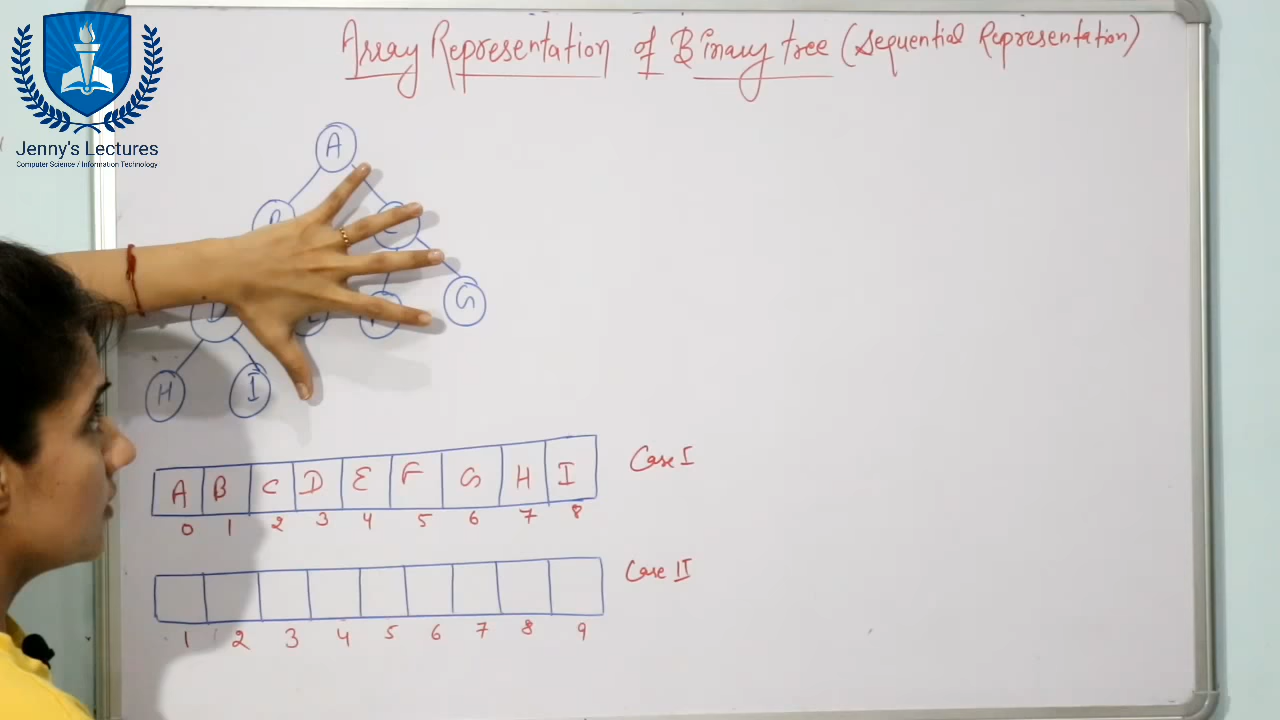 Array Representation of Binary tree (Sequential Representation)
Jenny's Lectures
Computer Science / Information Technology
A
G
H I
A B C D E F G H I Case I
0 1 2 3 4 5 6 7 8
Case II
1 2 3 4 5 6 7 8 9